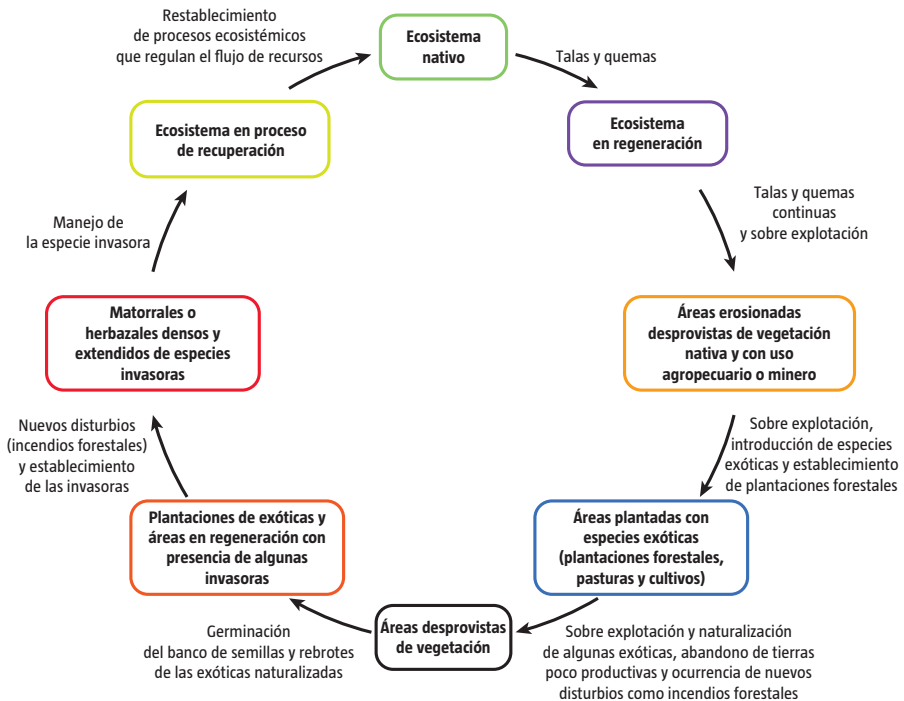 Restablecimiento
de procesos ecosistémicos
que regulan el flujo de recursos
Ecosistema
nativo
Talas y quemas
Ecosistema
en regeneración
Talas y quemas
continuas
y sobre explotación
Áreas erosionadas
desprovistas de vegetación
nativa y con uso
agropecuario o minero
Sobre explotación,
introducción de especies
exóticas y establecimiento
de plantaciones forestales
Áreas plantadas con
especies exóticas
(plantaciones forestales,
pasturas y cultivos)
Sobre explotación y naturalización
de algunas exóticas, abandono de tierras
poco productivas y ocurrencia de nuevos
disturbios como incendios forestales
Áreas desprovistas
de vegetación
Germinación
del banco de semillas y rebrotes
de las exóticas naturalizadas
Plantaciones de exóticas y
áreas en regeneración con
presencia de algunas
invasoras
Nuevos disturbios
(incendios forestales)
y establecimiento
de las invasoras
Matorrales o
herbazales densos y
extendidos de especies
invasoras
Manejo de
la especie invasora
Ecosistema en proceso
de recuperación